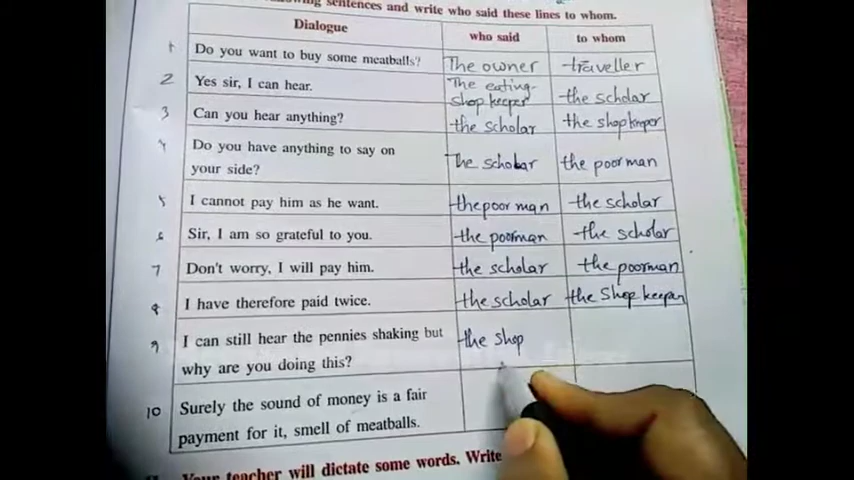 following sentences and write who said these lines to whom.
Dialogue who said to whom
1 Do you want to buy some meatballs? The owner traveller
2 Yes sir, I can hear. The eating-
shop keeper the scholar
3 Can you hear anything? the scholar the shopkeeper
4 Do you have anything to say on
your side? The scholar the poor man
5 I cannot pay him as he want. the poor man the scholar
6 Sir, I am so grateful to you. the poorman the scholar
7 Don't worry, I will pay him. the scholar the poorman
8 I have therefore paid twice. the scholar the Shop keeper
9 I can still hear the pennies shaking but
why are you doing this? the shop
10 Surely the sound of money is a fair
payment for it, smell of meatballs.
Your teacher will dictate some words. Write